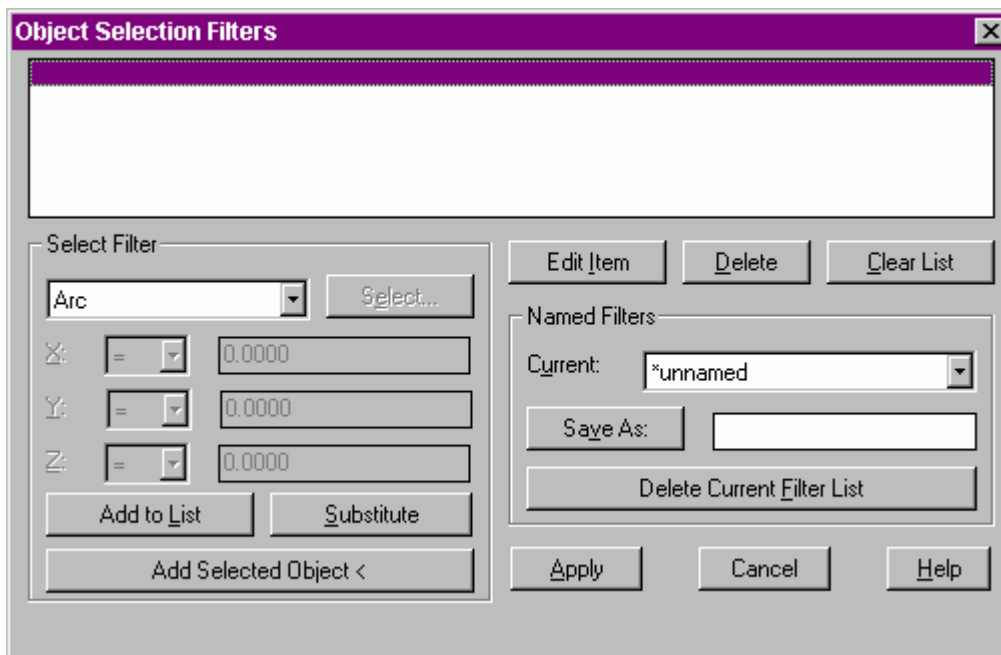 Object Selection Filters
Select Filter
Arc
Select...
X:
=
0.0000
Y:
=
0.0000
Z:
=
0.0000
Add to List
Substitute
Add Selected Object <
Edit Item
Delete
Clear List
Named Filters
Current:
*unnamed
Save As:
Delete Current Filter List
Apply
Cancel
Help